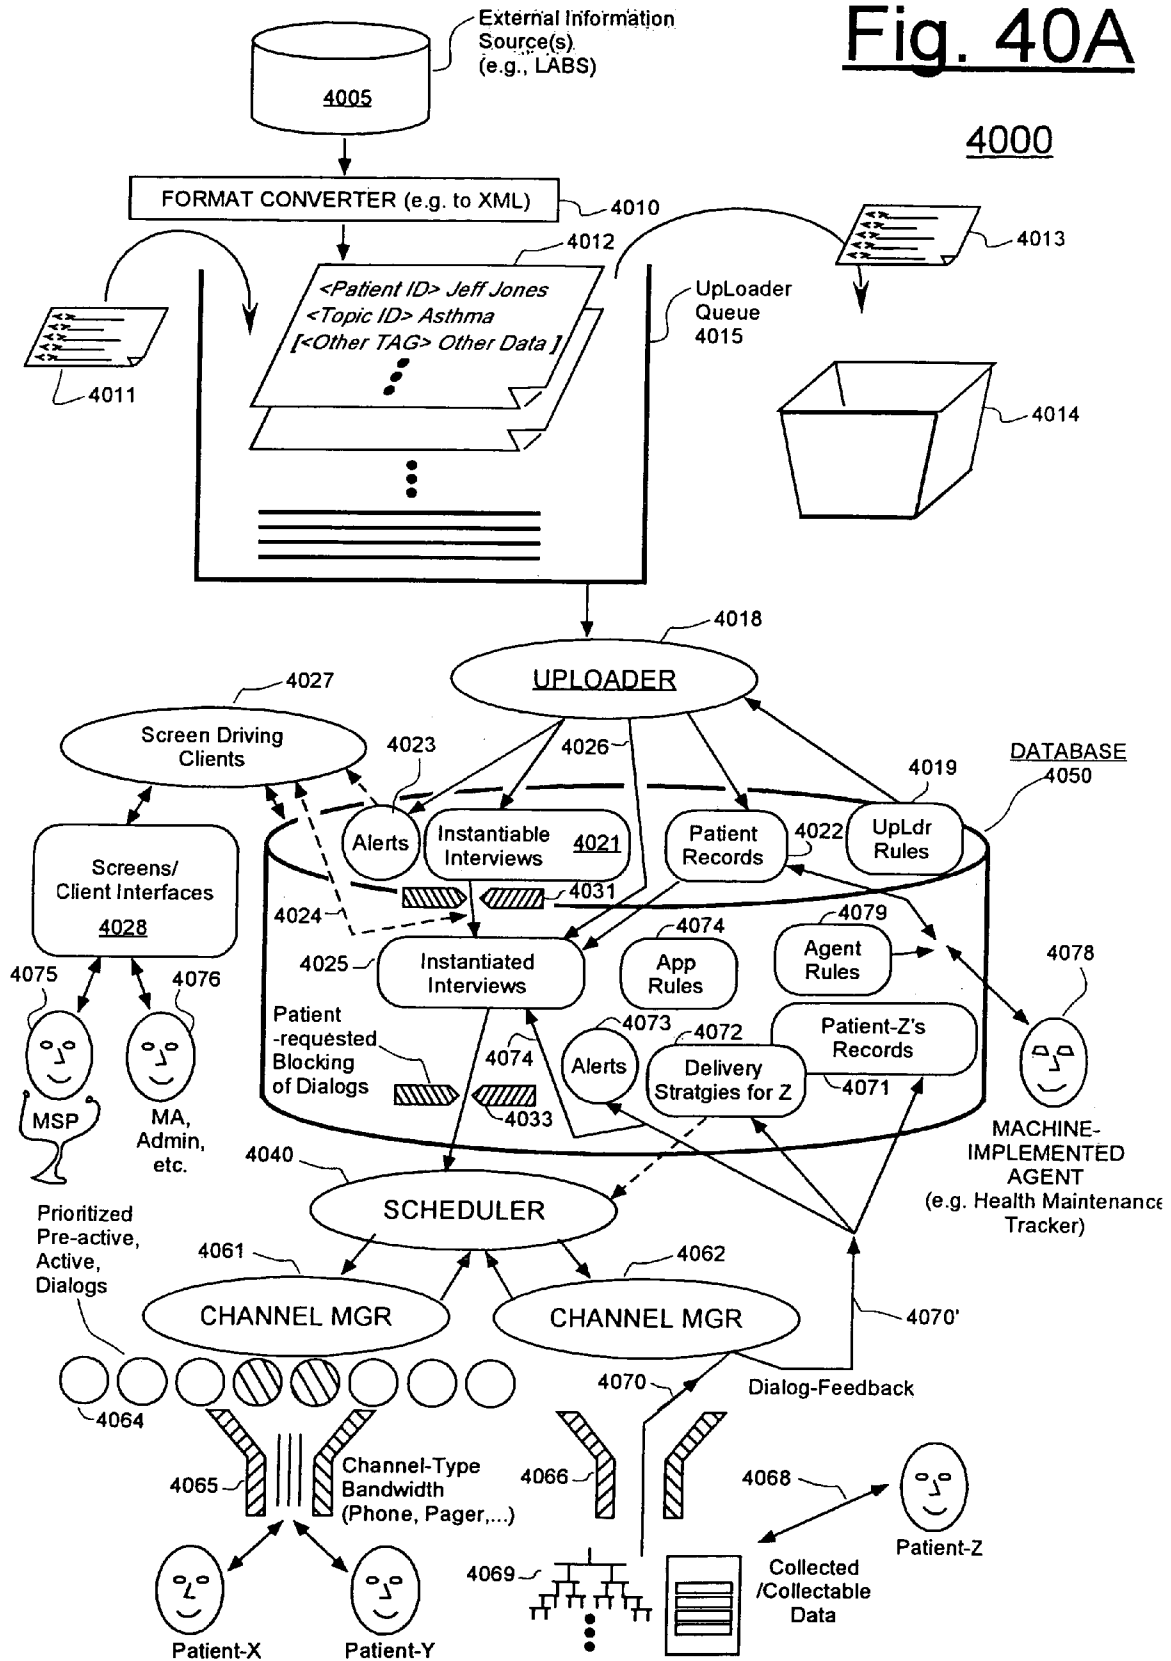 External Information
Source(s)
(e.g., LABS)
Fig. 40A
4005
4000
FORMAT CONVERTER (e.g. to XML)
4010
4012
4013
<Patient ID> Jeff Jones
<Topic ID> Asthma
[<Other TAG> Other Data ]
UpLoader
Queue
4015
4011
4014
4018
UPLOADER
4027
Screen Driving
Clients
4026
4023
4019
DATABASE
4050
Alerts
Instantiable
Interviews
4021
Patient
Records
4022
UpLdr
Rules
Screens/
Client Interfaces
4028
4031
4024
4074
4079
4025
Instantiated
Interviews
App
Rules
Agent
Rules
4078
4075
4076
Patient
-requested
Blocking
of Dialogs
4074
4073
4072
Patient-Z's
Records
Alerts
Delivery
Stratgies for Z
4071
4033
MSP
MA,
Admin,
etc.
MACHINE-
IMPLEMENTED
AGENT
(e.g. Health Maintenance
Tracker)
4040
SCHEDULER
Prioritized
Pre-active,
Active,
Dialogs
4061
4062
CHANNEL MGR
CHANNEL MGR
4070'
4070
Dialog-Feedback
4064
4065
Channel-Type
Bandwidth
(Phone, Pager,...)
4066
4068
Patient-Z
4069
Collected
/Collectable
Data
Patient-X
Patient-Y